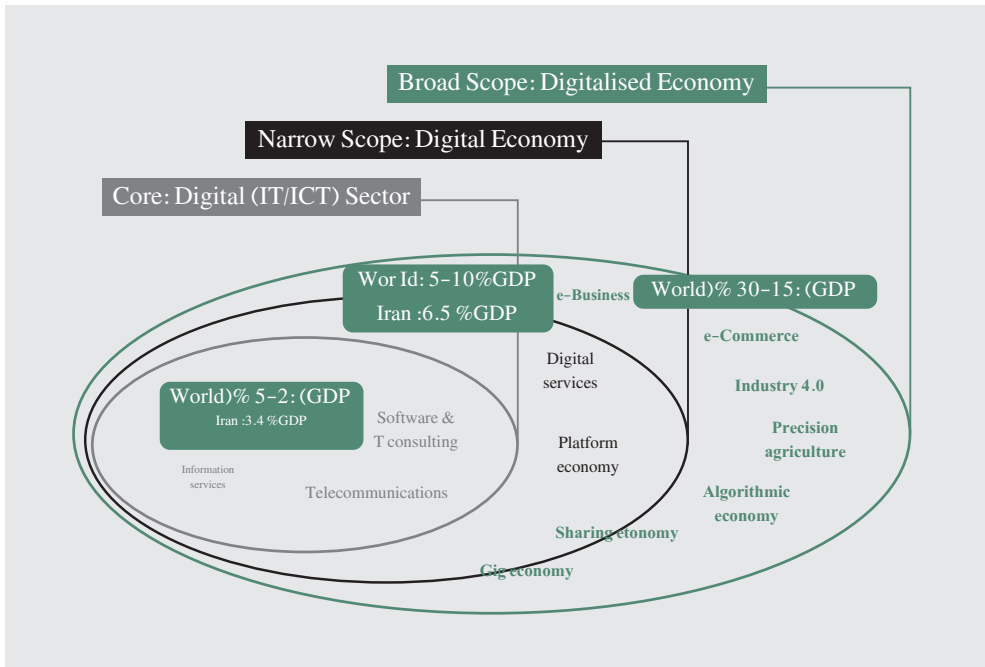 Broad Scope: Digitalised Economy
Narrow Scope: Digital Economy
Core: Digital (IT/ICT) Sector
Wor Id: 5-10%GDP
Iran :6.5 %GDP
e-Business
World)% 30-15: (GDP
e-Commerce
Digital
services
Industry 4.0
World)% 5-2: (GDP
Iran :3.4 %GDP
Software &
T consulting
Precision
agriculture
Platform
economy
Information
services
Telecommunications
Algorithmic
economy
Sharing etonomy
Gig economy